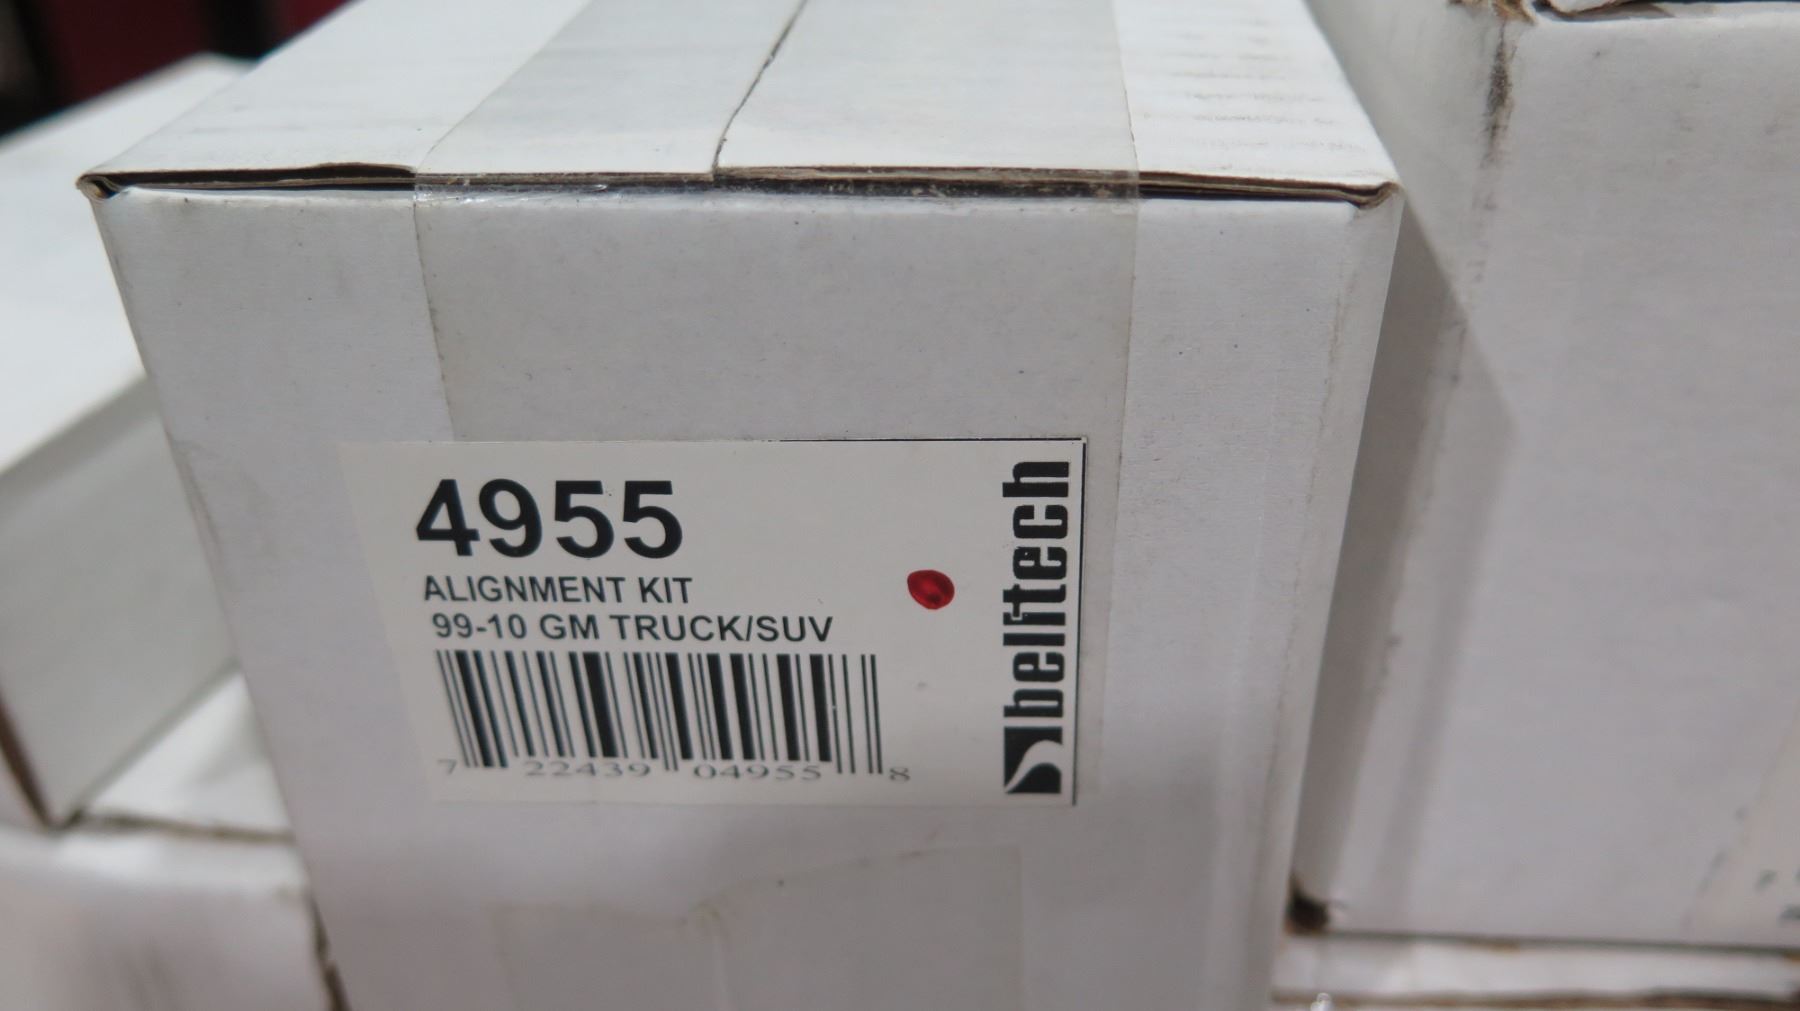 4955
ALIGNMENT KIT
99-10 GM TRUCK/SUV
7 22439 04955 8
belltech